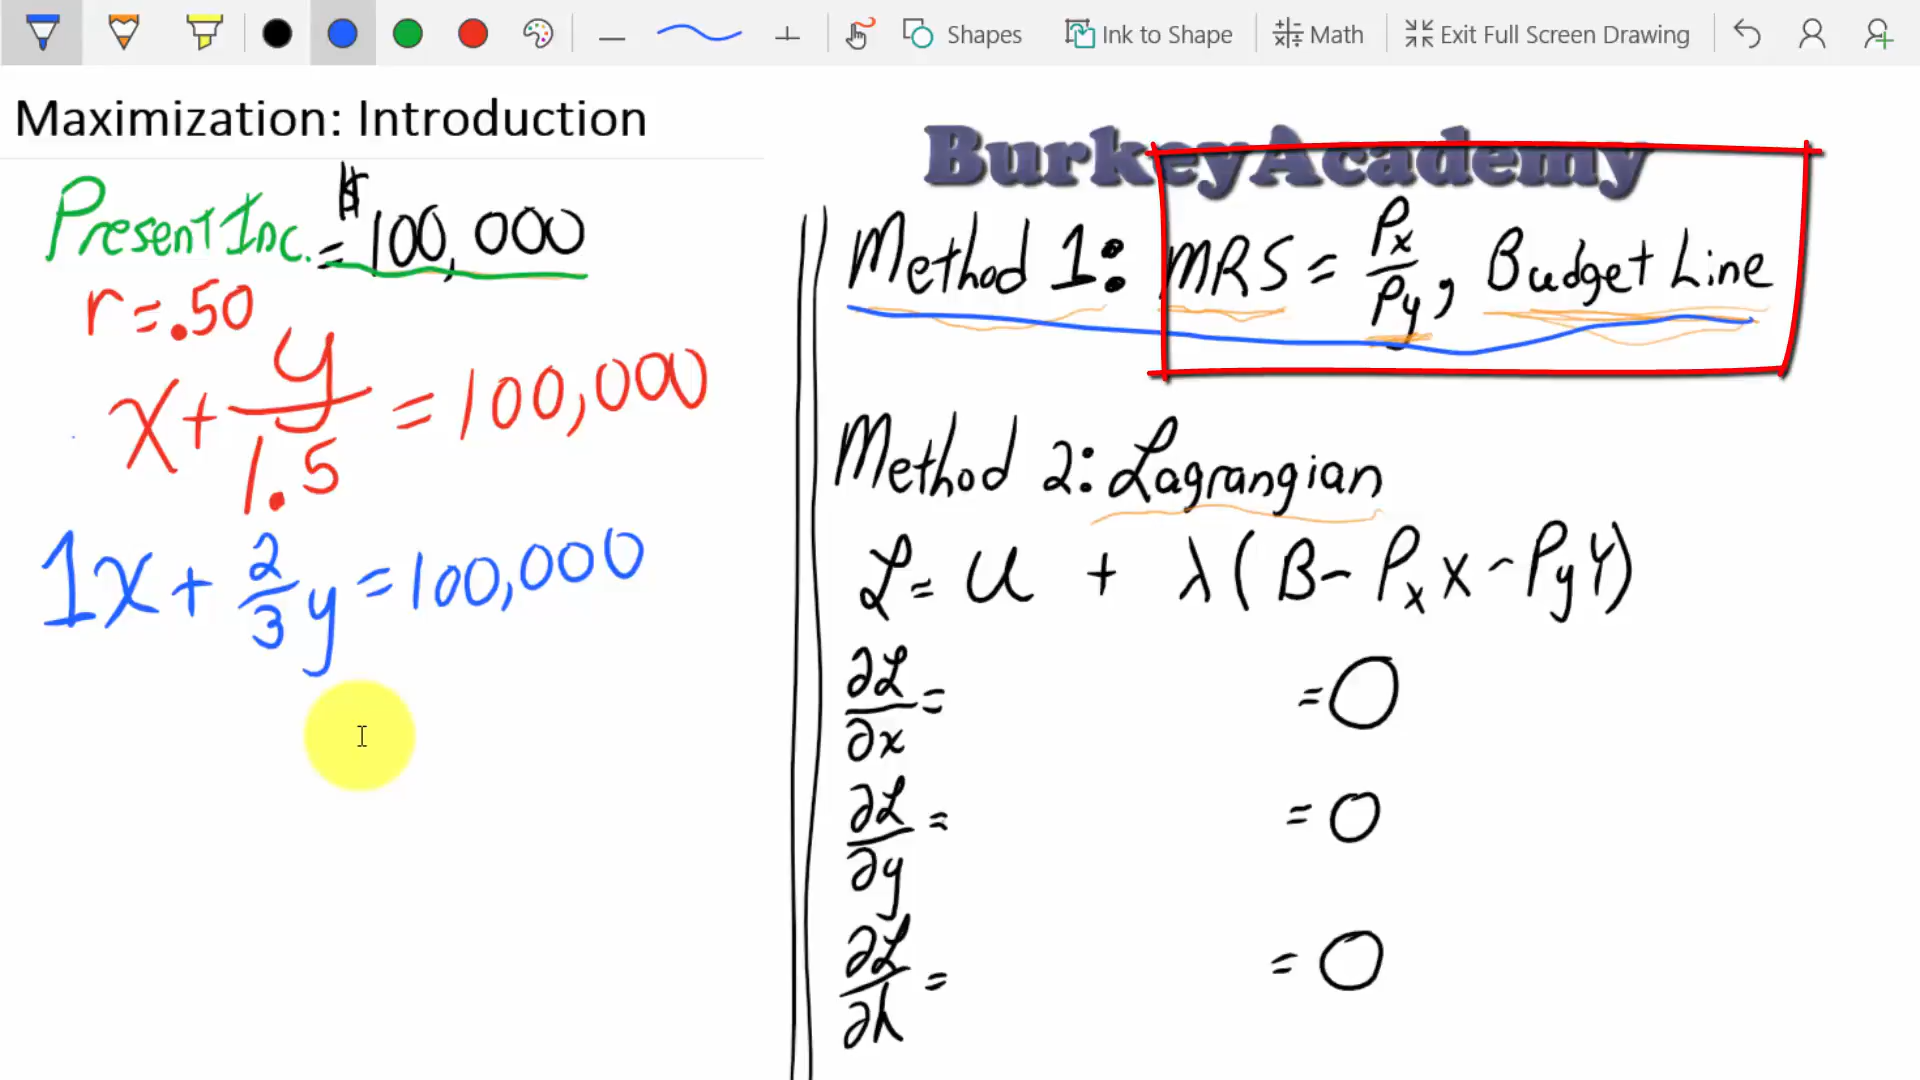 Shapes Ink to Shape Math Exit Full Screen Drawing
Maximization: Introduction
BurkeyAcademy
Present Inc. = $100,000
r = .50
x + y/1.5 = 100,000
1x + 2/3 y = 100,000
Method 1: MRS = Px/Py, Budget Line
Method 2: Lagrangian
ℒ = U + λ(B - Px X - Py Y)
∂ℒ/∂x = = 0
∂ℒ/∂y = = 0
∂ℒ/∂λ = = 0